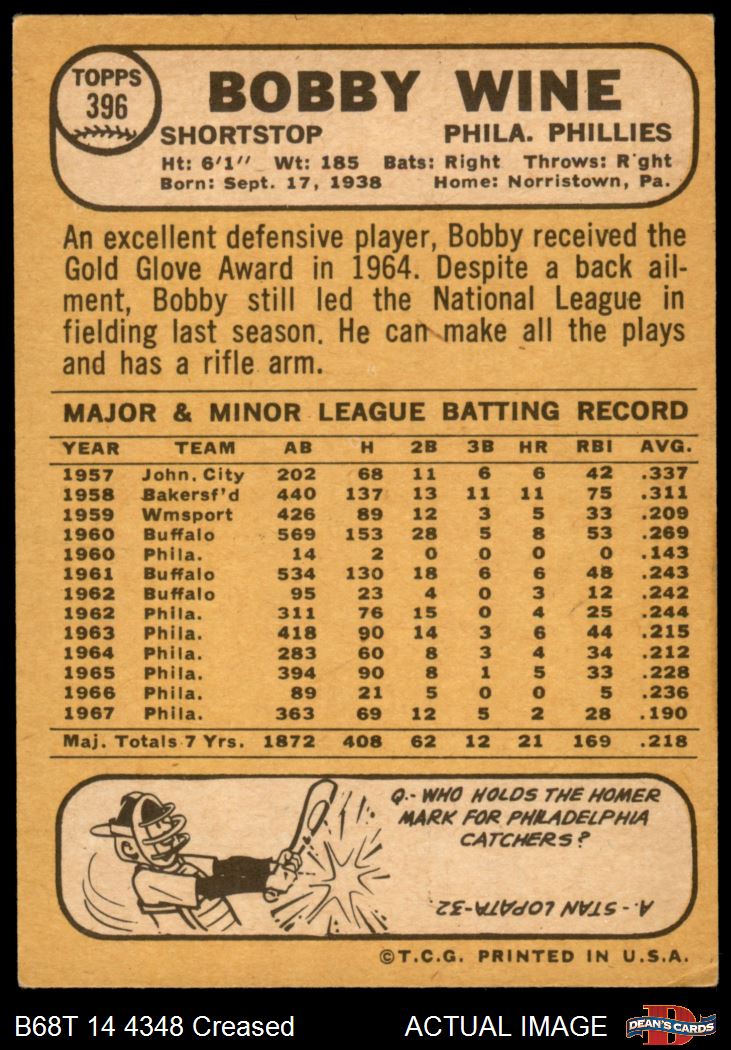 TOPPS
396
BOBBY WINE
SHORTSTOP PHILA. PHILLIES
Ht: 6'1'' Wt: 185 Bats: Right Throws: R'ght
Born: Sept. 17, 1938 Home: Norristown, Pa.
An excellent defensive player, Bobby received the
Gold Glove Award in 1964. Despite a back ail-
ment, Bobby still led the National League in
fielding last season. He can make all the plays
and has a rifle arm.
MAJOR & MINOR LEAGUE BATTING RECORD
YEAR TEAM AB H 2B 3B HR RBI AVG.
1957 John. City 202 68 11 6 6 42 .337
1958 Bakersf'd 440 137 13 11 11 75 .311
1959 Wmsport 426 89 12 3 5 33 .209
1960 Buffalo 569 153 28 5 8 53 .269
1960 Phila. 14 2 0 0 0 0 .143
1961 Buffalo 534 130 18 6 6 48 .243
1962 Buffalo 95 23 4 0 3 12 .242
1962 Phila. 311 76 15 0 4 25 .244
1963 Phila. 418 90 14 3 6 44 .215
1964 Phila. 283 60 8 3 4 34 .212
1965 Phila. 394 90 8 1 5 33 .228
1966 Phila. 89 21 5 0 0 5 .236
1967 Phila. 363 69 12 5 2 28 .190
Maj. Totals 7 Yrs. 1872 408 62 12 21 169 .218
Q.- WHO HOLDS THE HOMER
MARK FOR PHILADELPHIA
CATCHERS?
A.- STAN LOPATA-32
©T.C.G. PRINTED IN U.S.A.
B68T 14 4348 Creased ACTUAL IMAGE
DEAN'S CARDS